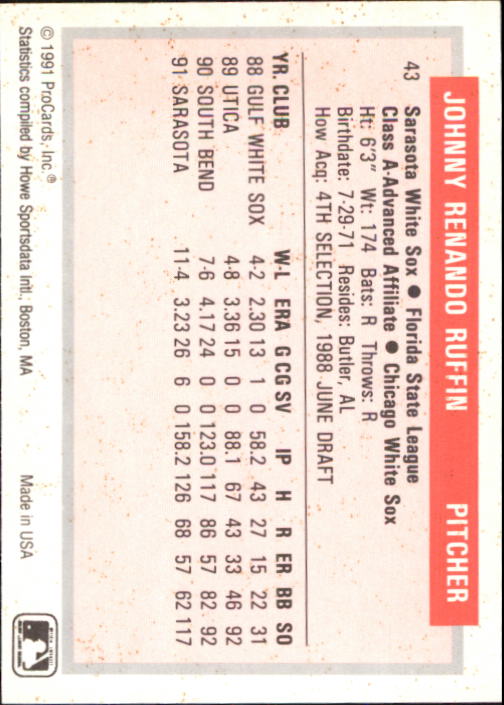 JOHNNY RENANDO RUFFIN PITCHER
43 Sarasota White Sox ● Florida State League
Class A-Advanced Affiliate ● Chicago White Sox
Ht: 6'3" Wt: 174 Bats: R Throws: R
Birthdate: 7-29-71 Resides: Butler, AL
How Acq: 4TH SELECTION, 1988 JUNE DRAFT
YR. CLUB W-L ERA G CG SV IP H R ER BB SO
88 GULF WHITE SOX 4-2 2.30 13 1 0 58.2 43 27 15 22 31
89 UTICA 4-8 3.36 15 0 0 88.1 67 43 33 46 92
90 SOUTH BEND 7-6 4.17 24 0 0 123.0 117 86 57 82 92
91 SARASOTA 11-4 3.23 26 6 0 158.2 126 68 57 62 117
© 1991 ProCards, Inc.®
Statistics compiled by Howe Sportsdata Intl., Boston, MA Made in USA